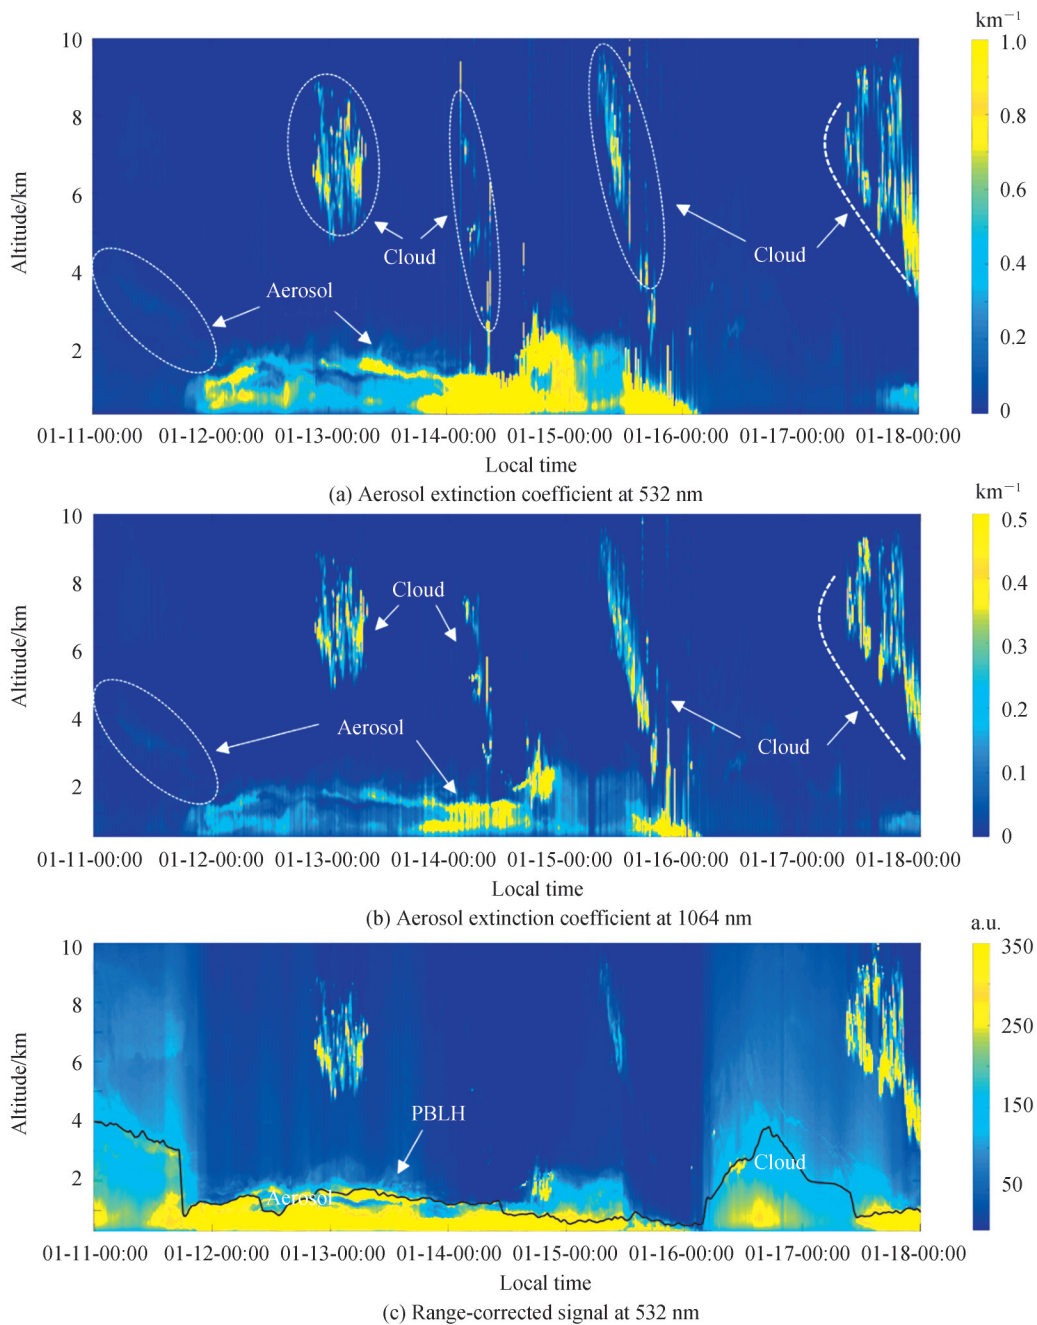 km⁻¹
10
8
6
4
2
Altitude/km
Cloud
Cloud
Aerosol
1.0
0.8
0.6
0.4
0.2
0
01-11-00:00 01-12-00:00 01-13-00:00 01-14-00:00 01-15-00:00 01-16-00:00 01-17-00:00 01-18-00:00
Local time
(a) Aerosol extinction coefficient at 532 nm
km⁻¹
10
8
6
4
2
Altitude/km
Cloud
Aerosol
Cloud
0.5
0.4
0.3
0.2
0.1
0
01-11-00:00 01-12-00:00 01-13-00:00 01-14-00:00 01-15-00:00 01-16-00:00 01-17-00:00 01-18-00:00
Local time
(b) Aerosol extinction coefficient at 1064 nm
a.u.
10
8
6
4
2
Altitude/km
PBLH
Cloud
Aerosol
350
250
150
50
01-11-00:00 01-12-00:00 01-13-00:00 01-14-00:00 01-15-00:00 01-16-00:00 01-17-00:00 01-18-00:00
Local time
(c) Range-corrected signal at 532 nm